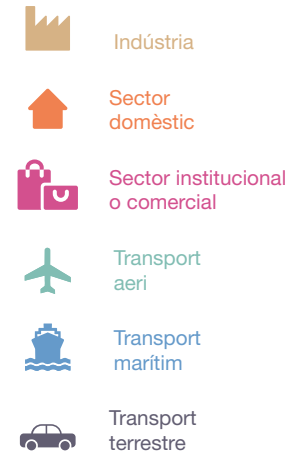 Indústria
Sector
domèstic
Sector institucional
o comercial
Transport
aeri
Transport
marítim
Transport
terrestre